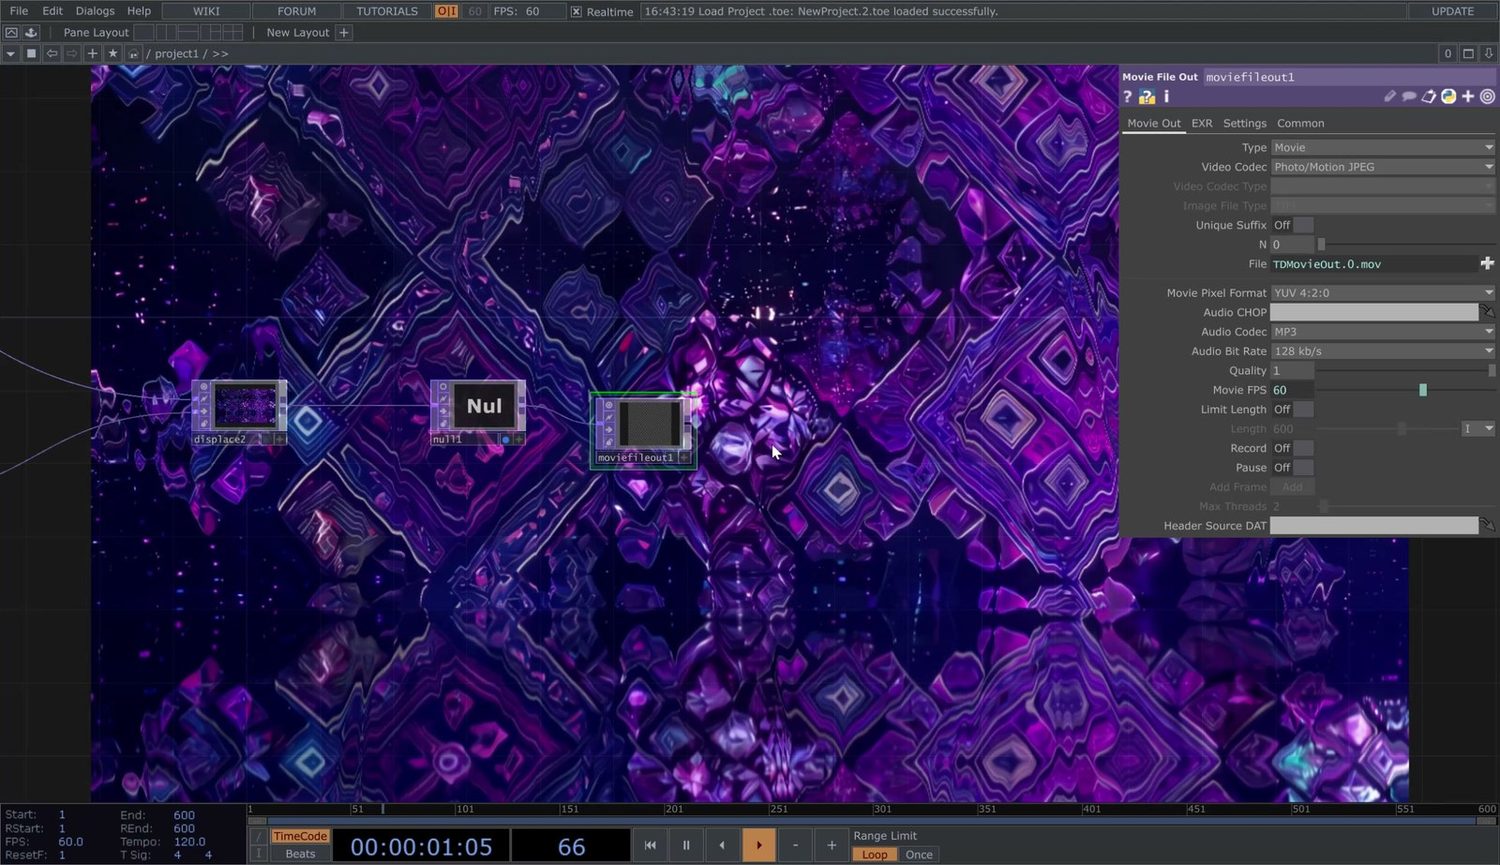 File Edit Dialogs Help WIKI FORUM TUTORIALS O|I 60 FPS: 60 Realtime 16:43:19 Load Project .toe: NewProject.2.toe loaded successfully. UPDATE
Pane Layout New Layout +
/ project1 / >> 0
Movie File Out moviefileout1
? ? i
Movie Out EXR Settings Common
Type Movie
Video Codec Photo/Motion JPEG
Video Codec Type
Image File Type
Unique Suffix Off
N 0
File TDMovieOut.0.mov
Movie Pixel Format YUV 4:2:0
Audio CHOP
Audio Codec MP3
Audio Bit Rate 128 kb/s
Quality 1
Movie FPS 60
Limit Length Off
Length 600 I
Record Off
Pause Off
Add Frame Add
Max Threads 2
Header Source DAT
displace2
Nul
null1
moviefileout1
1 51 101 151 201 251 301 351 401 451 501 551 600
Start: 1 End: 600
RStart: 1 REnd: 600
FPS: 60.0 Tempo: 120.0
ResetF: 1 T Sig: 4 4
TimeCode
Beats
00:00:01:05
66
- +
Range Limit
Loop Once